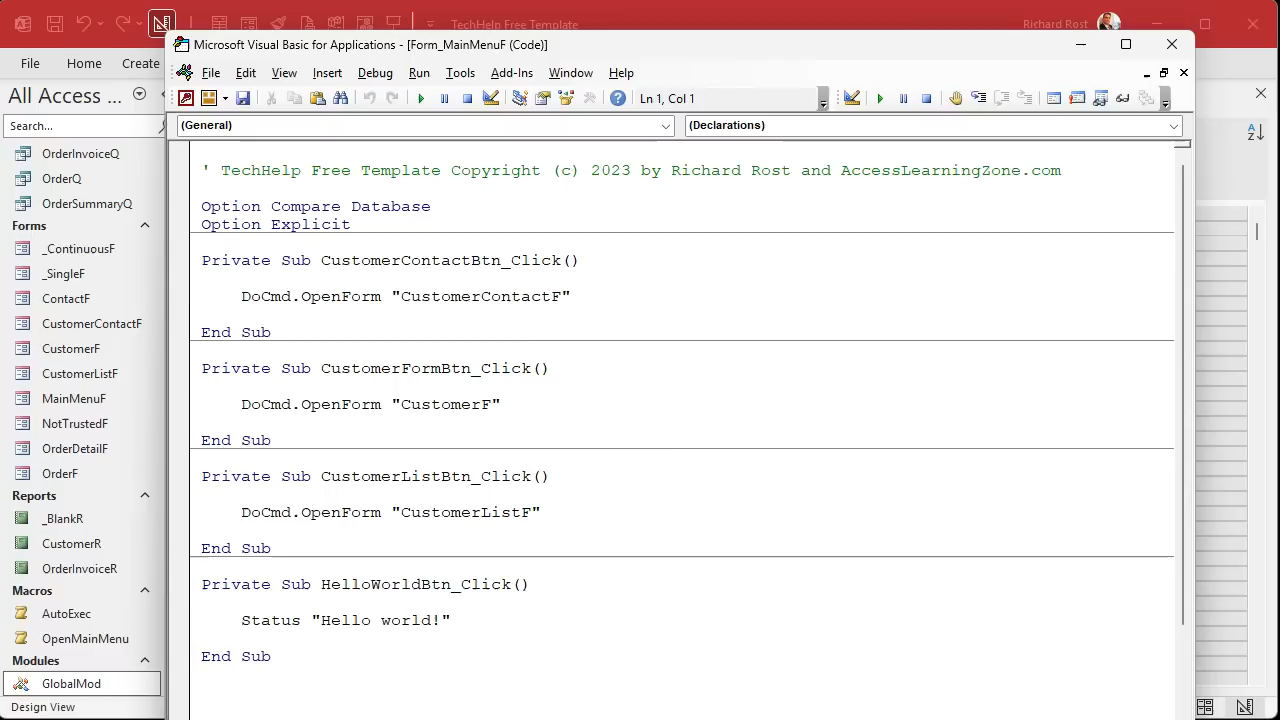 TechHelp Free Template
Richard Rost
Microsoft Visual Basic for Applications - [Form_MainMenuF (Code)]
File Home Create
File Edit View Insert Debug Run Tools Add-Ins Window Help
All Access ...
Ln 1, Col 1
Search...
(General) (Declarations)
OrderInvoiceQ
OrderQ
OrderSummaryQ
Forms
_ContinuousF
_SingleF
ContactF
CustomerContactF
CustomerF
CustomerListF
MainMenuF
NotTrustedF
OrderDetailF
OrderF
Reports
_BlankR
CustomerR
OrderInvoiceR
Macros
AutoExec
OpenMainMenu
Modules
GlobalMod
Design View
' TechHelp Free Template Copyright (c) 2023 by Richard Rost and AccessLearningZone.com
Option Compare Database
Option Explicit
Private Sub CustomerContactBtn_Click()
DoCmd.OpenForm "CustomerContactF"
End Sub
Private Sub CustomerFormBtn_Click()
DoCmd.OpenForm "CustomerF"
End Sub
Private Sub CustomerListBtn_Click()
DoCmd.OpenForm "CustomerListF"
End Sub
Private Sub HelloWorldBtn_Click()
Status "Hello world!"
End Sub